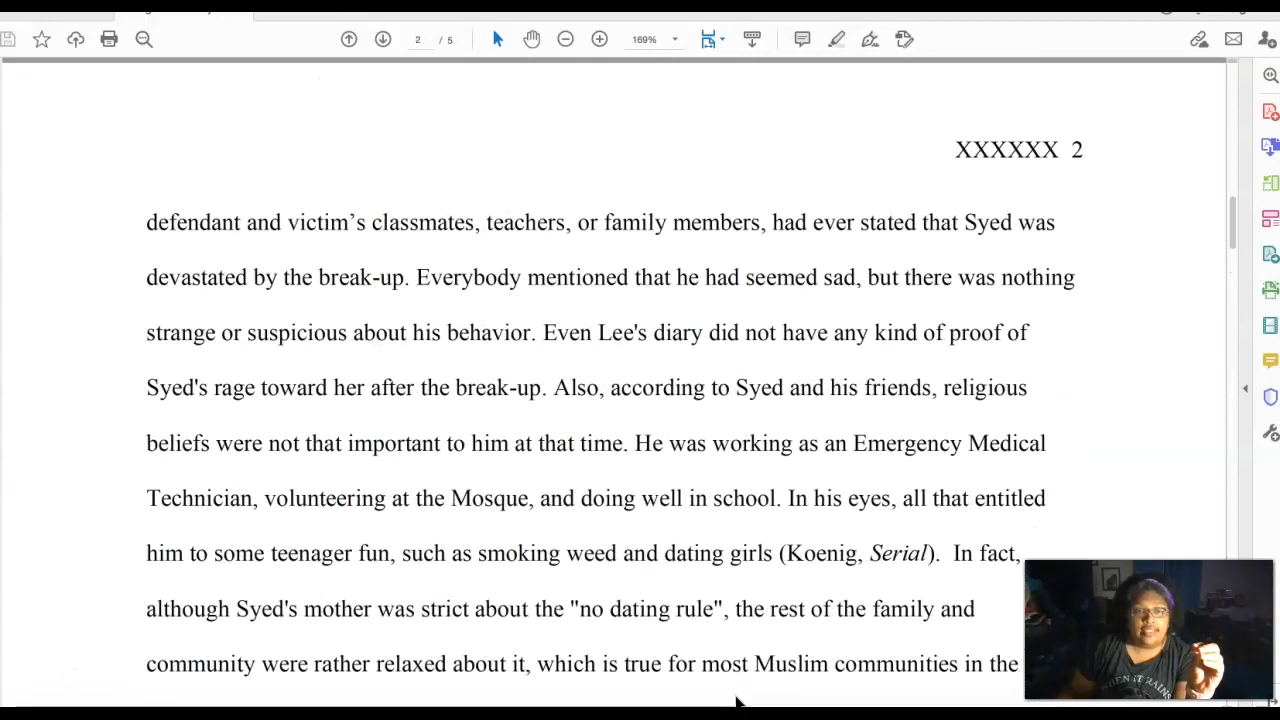 2 / 5
169%
XXXXXX 2
defendant and victim’s classmates, teachers, or family members, had ever stated that Syed was
devastated by the break-up. Everybody mentioned that he had seemed sad, but there was nothing
strange or suspicious about his behavior. Even Lee's diary did not have any kind of proof of
Syed's rage toward her after the break-up. Also, according to Syed and his friends, religious
beliefs were not that important to him at that time. He was working as an Emergency Medical
Technician, volunteering at the Mosque, and doing well in school. In his eyes, all that entitled
him to some teenager fun, such as smoking weed and dating girls (Koenig, Serial).  In fact,
although Syed's mother was strict about the "no dating rule", the rest of the family and
community were rather relaxed about it, which is true for most Muslim communities in the
WHEN IT RAINS